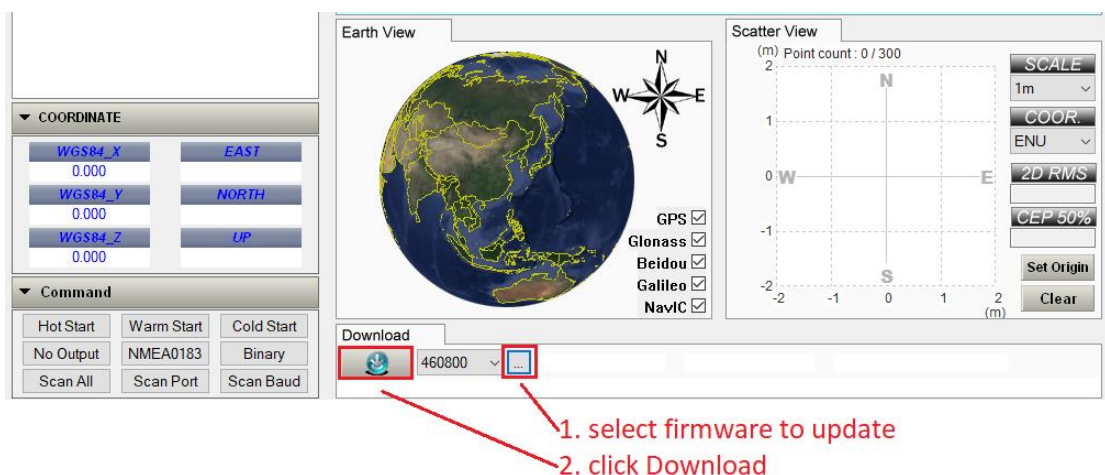 COORDINATE
WGS84_X EAST
0.000
WGS84_Y NORTH
0.000
WGS84_Z UP
0.000
Command
Hot Start Warm Start Cold Start
No Output NMEA0183 Binary
Scan All Scan Port Scan Baud
Earth View
N
W E
S
GPS
Glonass
Beidou
Galileo
NavIC
Scatter View
(m) Point count : 0 / 300
2
1
0
-1
-2
N
W E
S
-2 -1 0 1 2
(m)
SCALE
1m
COOR.
ENU
2D RMS
CEP 50%
Set Origin
Clear
Download
460800 ...
1. select firmware to update
2. click Download